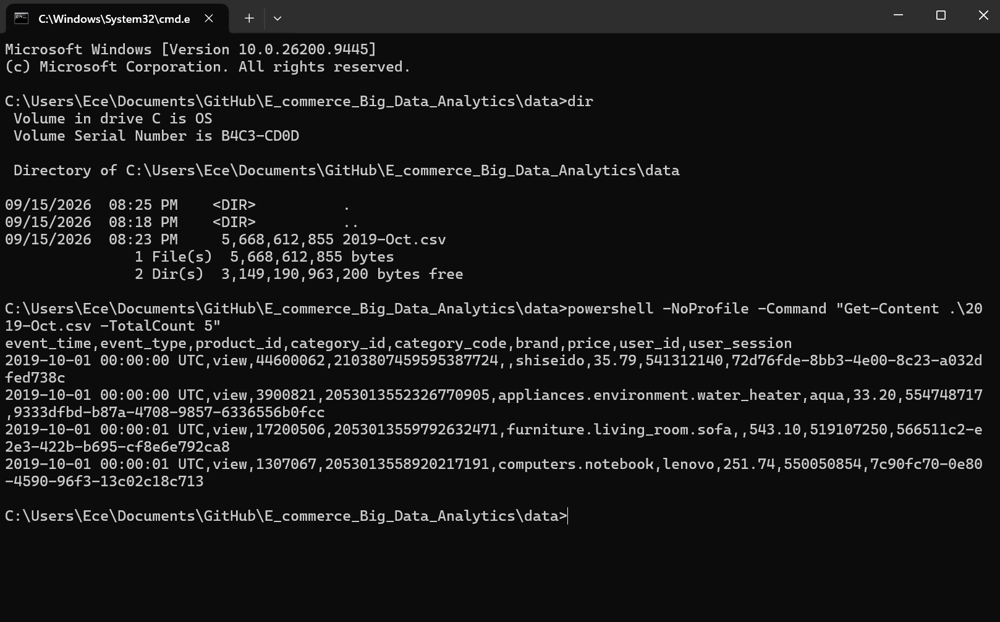 C:\Windows\System32\cmd.e
Microsoft Windows [Version 10.0.26200.9445]
(c) Microsoft Corporation. All rights reserved.
C:\Users\Ece\Documents\GitHub\E_commerce_Big_Data_Analytics\data>dir
 Volume in drive C is OS
 Volume Serial Number is B4C3-CD0D
 Directory of C:\Users\Ece\Documents\GitHub\E_commerce_Big_Data_Analytics\data
09/15/2026  08:25 PM    <DIR>          .
09/15/2026  08:18 PM    <DIR>          ..
09/15/2026  08:23 PM     5,668,612,855 2019-Oct.csv
               1 File(s)  5,668,612,855 bytes
               2 Dir(s)  3,149,190,963,200 bytes free
C:\Users\Ece\Documents\GitHub\E_commerce_Big_Data_Analytics\data>powershell -NoProfile -Command "Get-Content .\20
19-Oct.csv -TotalCount 5"
event_time,event_type,product_id,category_id,category_code,brand,price,user_id,user_session
2019-10-01 00:00:00 UTC,view,44600062,2103807459595387724,,shiseido,35.79,541312140,72d76fde-8bb3-4e00-8c23-a032d
fed738c
2019-10-01 00:00:00 UTC,view,3900821,2053013552326770905,appliances.environment.water_heater,aqua,33.20,554748717
,9333dfbd-b87a-4708-9857-6336556b0fcc
2019-10-01 00:00:01 UTC,view,17200506,2053013559792632471,furniture.living_room.sofa,,543.10,519107250,566511c2-e
2e3-422b-b695-cf8e6e792ca8
2019-10-01 00:00:01 UTC,view,1307067,2053013558920217191,computers.notebook,lenovo,251.74,550050854,7c90fc70-0e80
-4590-96f3-13c02c18c713
C:\Users\Ece\Documents\GitHub\E_commerce_Big_Data_Analytics\data>